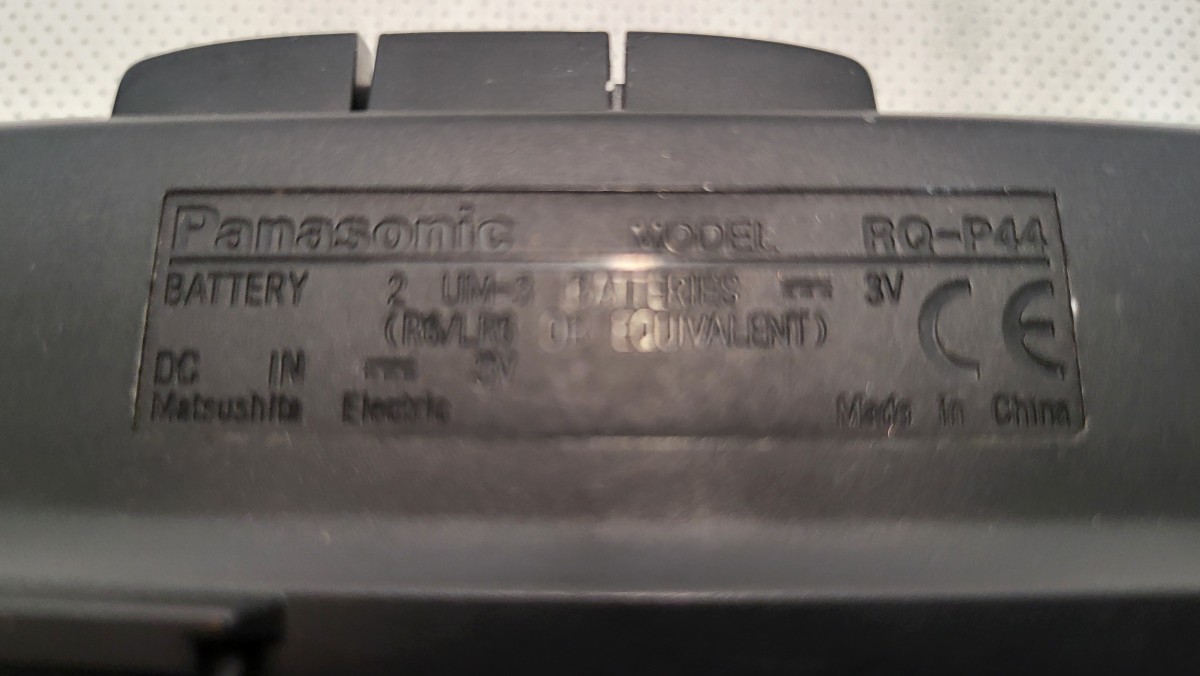 Panasonic MODEL RQ-P44
BATTERY 2 UM-3 BATTERIES ⎓ 3V
(R6/LR6 OR EQUIVALENT)
DC IN ⎓ 3V
CE
Matsushita Electric Made in China